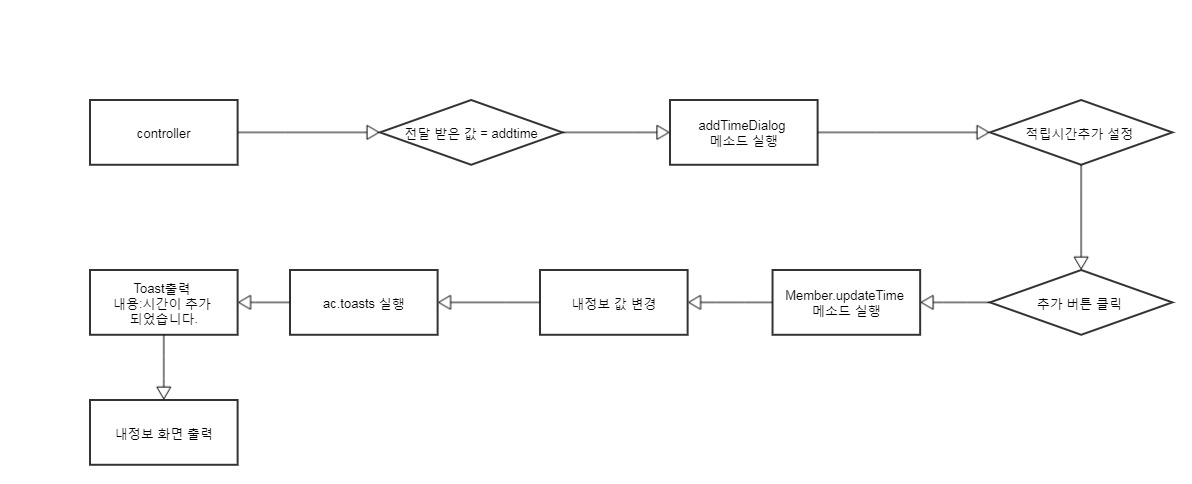 controller
전달 받은 값 = addtime
addTimeDialog
메소드 실행
적립시간추가 설정
추가 버튼 클릭
Member.updateTime
메소드 실행
내정보 값 변경
ac.toasts 실행
Toast출력
내용:시간이 추가
되었습니다.
내정보 화면 출력